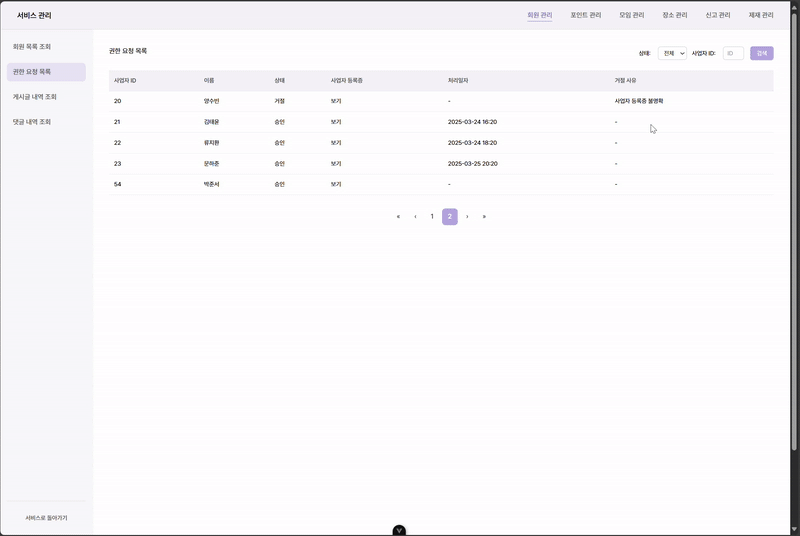 서비스 관리
회원 관리 포인트 관리 모임 관리 장소 관리 신고 관리 제재 관리
회원 목록 조회
권한 요청 목록
게시글 내역 조회
댓글 내역 조회
서비스로 돌아가기
권한 요청 목록
상태: 전체 사업자 ID: ID 검색
사업자 ID 이름 상태 사업자 등록증 처리일자 거절 사유
20 양수빈 거절 보기 - 사업자 등록증 불명확
21 김태윤 승인 보기 2025-03-24 16:20 -
22 류지환 승인 보기 2025-03-24 18:20 -
23 문하준 승인 보기 2025-03-25 20:20 -
54 박준서 승인 보기 - -
« ‹ 1 2 › »